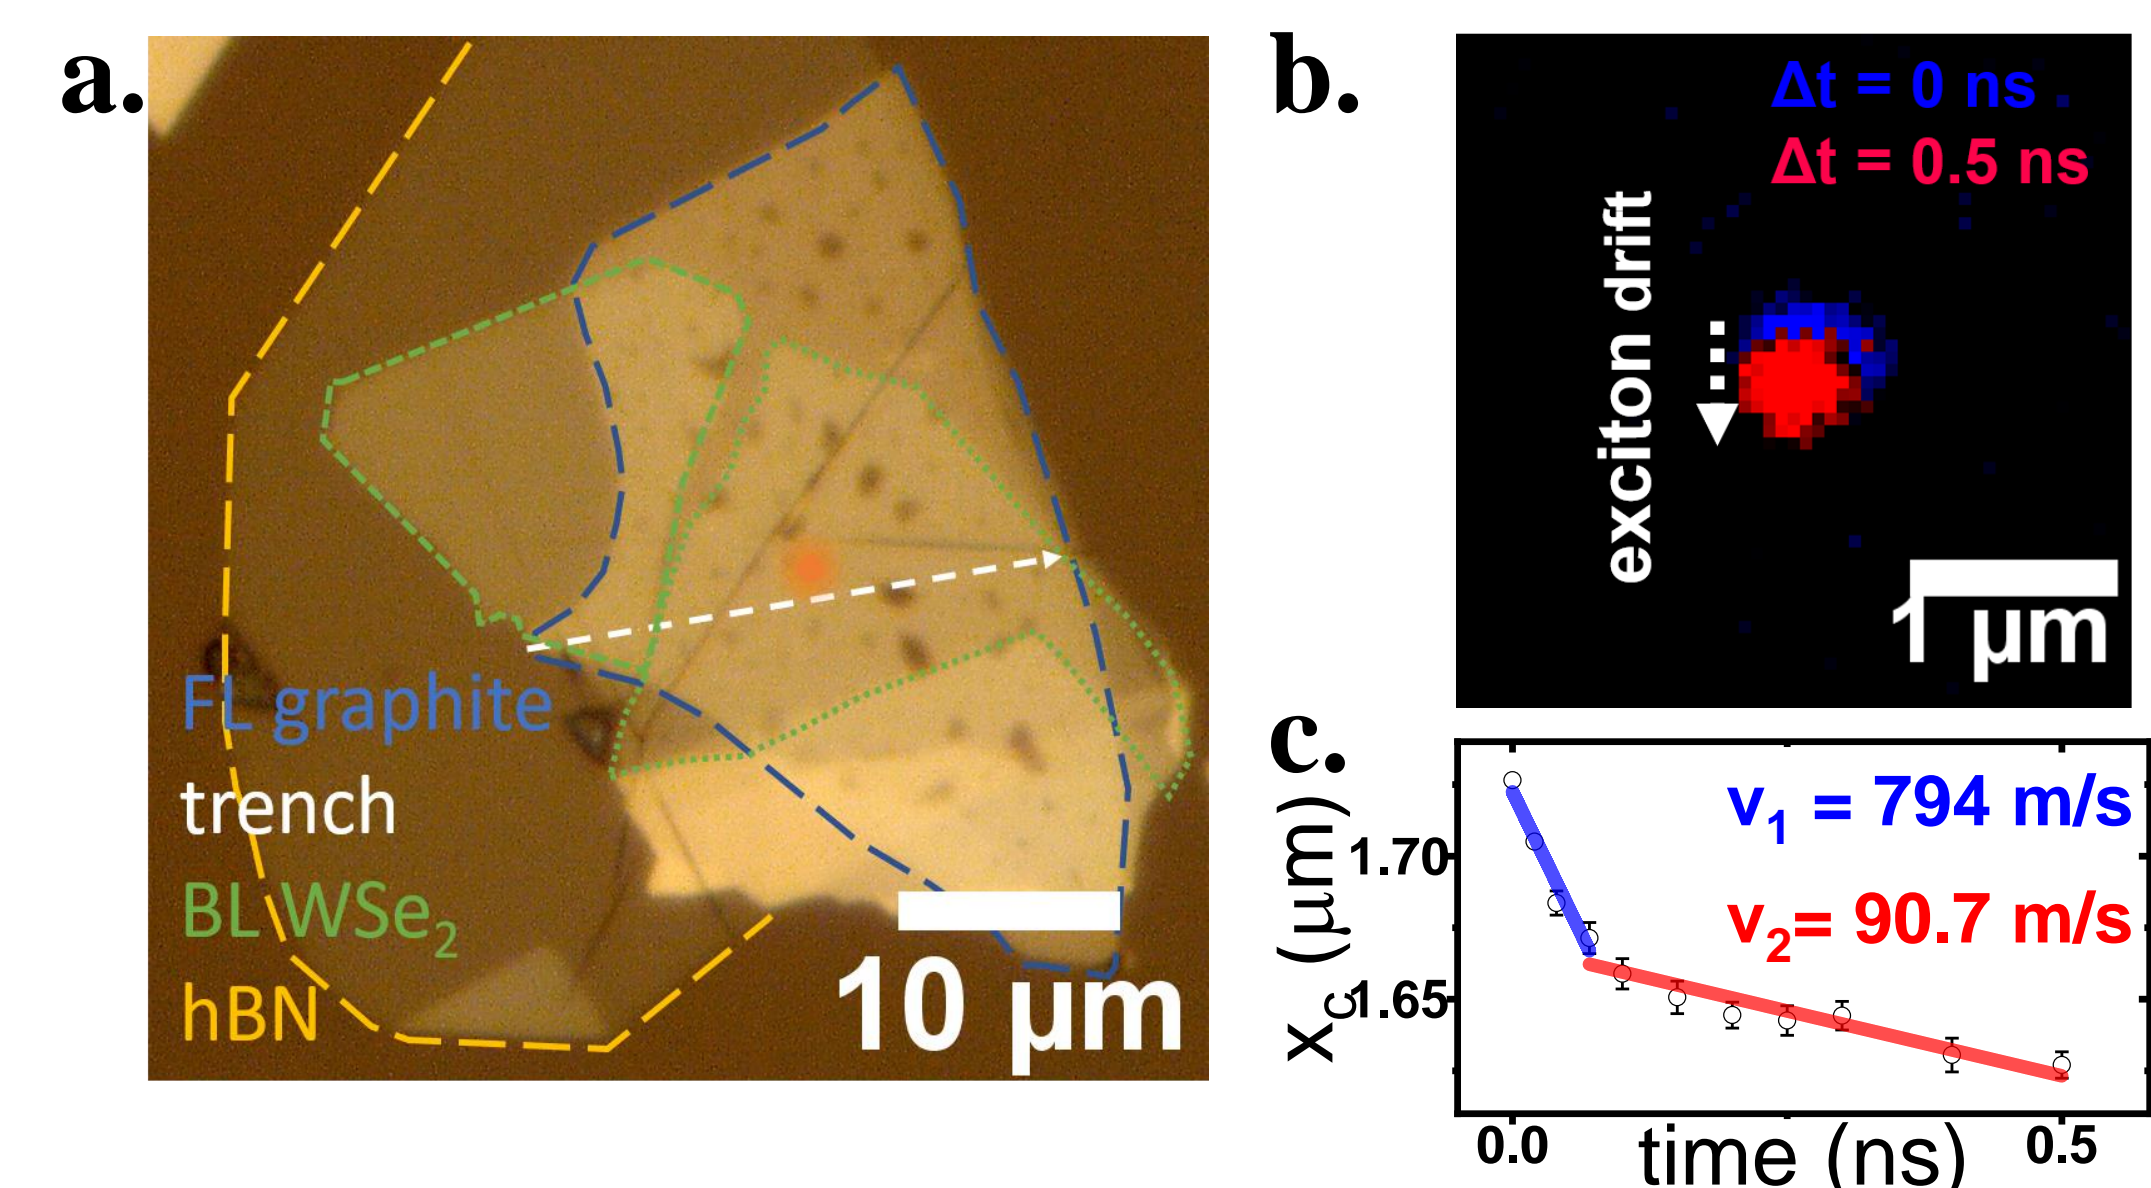 a.
FL graphite
trench
BL WSe₂
hBN
10 μm
b.
Δt = 0 ns
Δt = 0.5 ns
exciton drift
1 μm
c.
v₁ = 794 m/s
v₂= 90.7 m/s
x_C (μm)
1.70
1.65
0.0
0.5
time (ns)